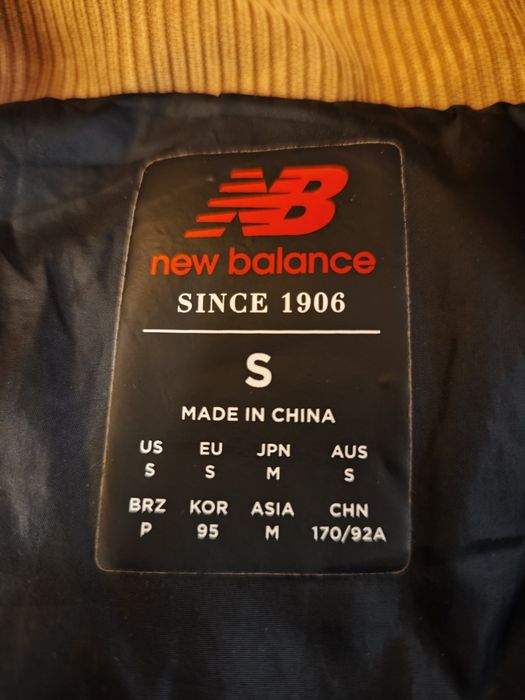 NB
new balance
SINCE 1906
S
MADE IN CHINA
US EU JPN AUS
S S M S
BRZ KOR ASIA CHN
P 95 M 170/92A